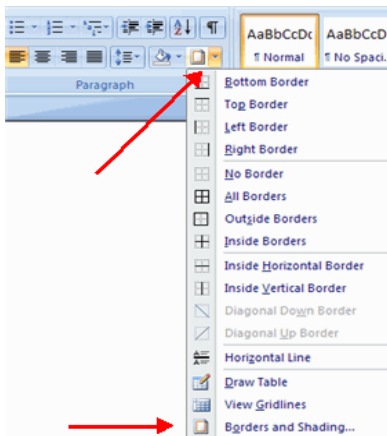 AaBbCcDc AaBbCcD
¶ Normal ¶ No Spaci...
Paragraph
Bottom Border
Top Border
Left Border
Right Border
No Border
All Borders
Outside Borders
Inside Borders
Inside Horizontal Border
Inside Vertical Border
Diagonal Down Border
Diagonal Up Border
Horizontal Line
Draw Table
View Gridlines
Borders and Shading...